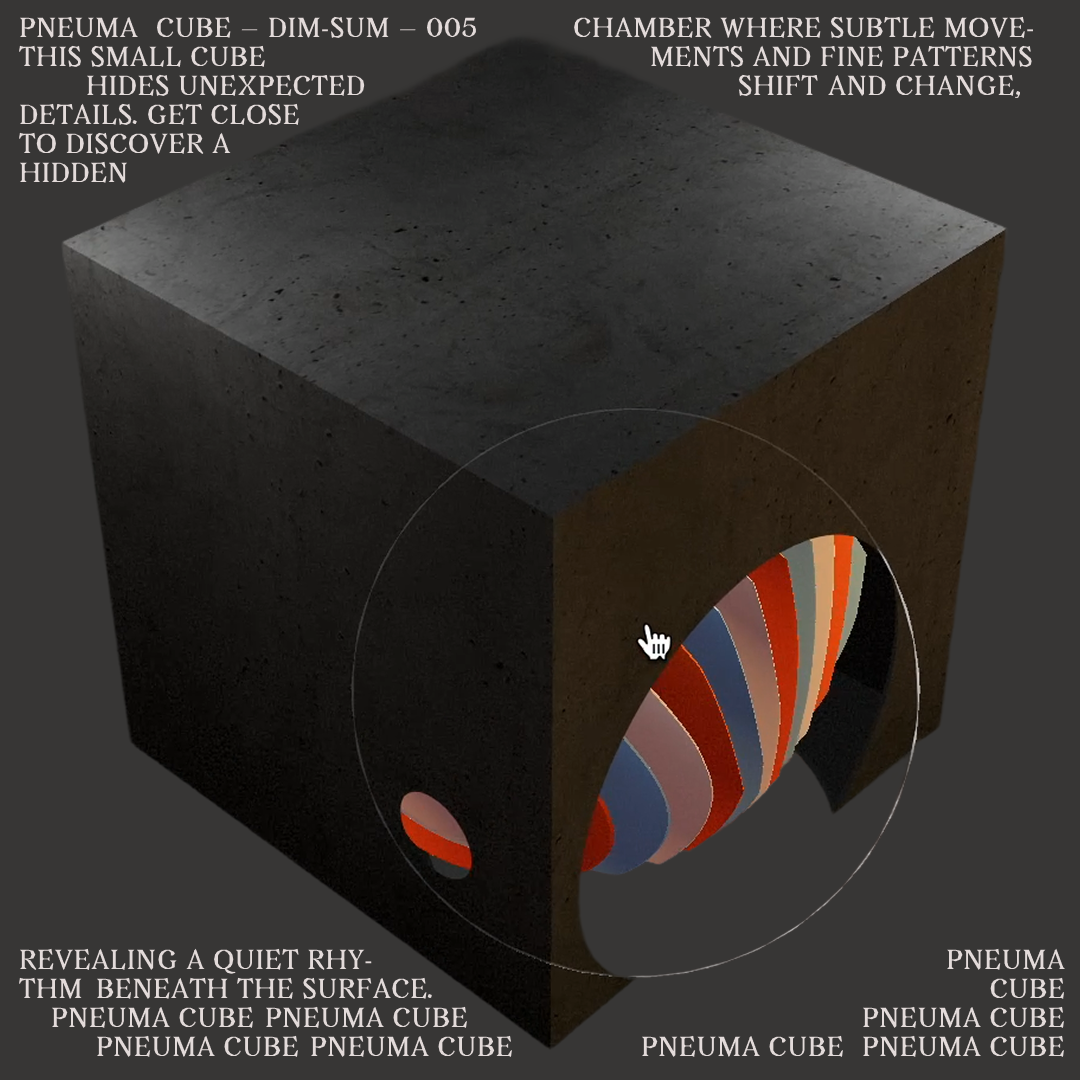 PNEUMA CUBE – DIM-SUM – 005
THIS SMALL CUBE
HIDES UNEXPECTED
DETAILS. GET CLOSE
TO DISCOVER A
HIDDEN
CHAMBER WHERE SUBTLE MOVE-
MENTS AND FINE PATTERNS
SHIFT AND CHANGE,
REVEALING A QUIET RHY-
THM BENEATH THE SURFACE.
PNEUMA CUBE PNEUMA CUBE
PNEUMA CUBE PNEUMA CUBE
PNEUMA
CUBE
PNEUMA CUBE
PNEUMA CUBE PNEUMA CUBE